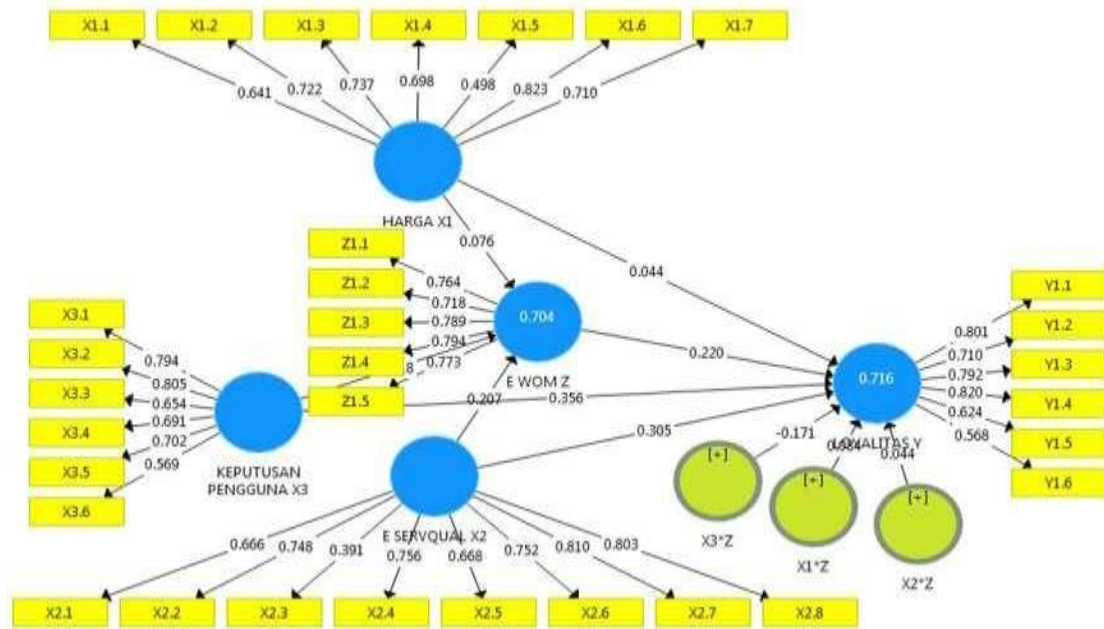 X1.1 X1.2 X1.3 X1.4 X1.5 X1.6 X1.7
0.641 0.722 0.737 0.698 0.498 0.823 0.710
HARGA X1
0.076
0.044
Z1.1
Z1.2
Z1.3
Z1.4
Z1.5
0.764
0.718
0.789
0.794
0.773
0.704
E WOM Z
0.220
X3.1
X3.2
X3.3
X3.4
X3.5
X3.6
0.794
0.805
0.654
0.691
0.702
0.569
KEPUTUSAN
PENGGUNA X3
8
0.356
0.207
0.305
E SERVQUAL X2
0.666 0.748 0.391 0.756 0.668 0.752 0.810 0.803
X2.1 X2.2 X2.3 X2.4 X2.5 X2.6 X2.7 X2.8
0.716
LOYALITAS Y
0.801
0.710
0.792
0.820
0.624
0.568
Y1.1
Y1.2
Y1.3
Y1.4
Y1.5
Y1.6
-0.171
0.044
[+]
[+]
[+]
X3*Z
X1*Z
X2*Z